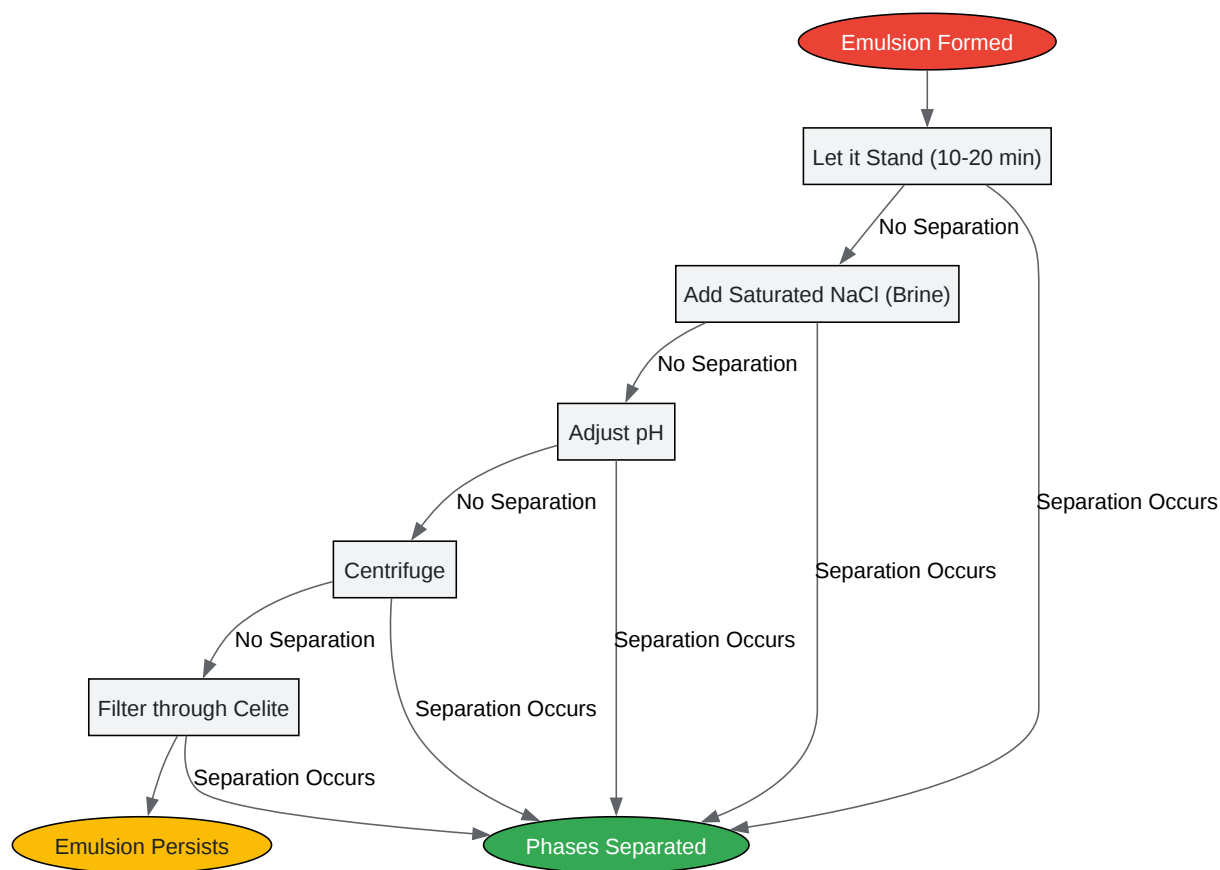 Emulsion Formed
Let it Stand (10-20 min)
No Separation
Add Saturated NaCl (Brine)
No Separation
Adjust pH
No Separation
Separation Occurs
Centrifuge
Separation Occurs
No Separation
Separation Occurs
Filter through Celite
Separation Occurs
Separation Occurs
Emulsion Persists
Phases Separated